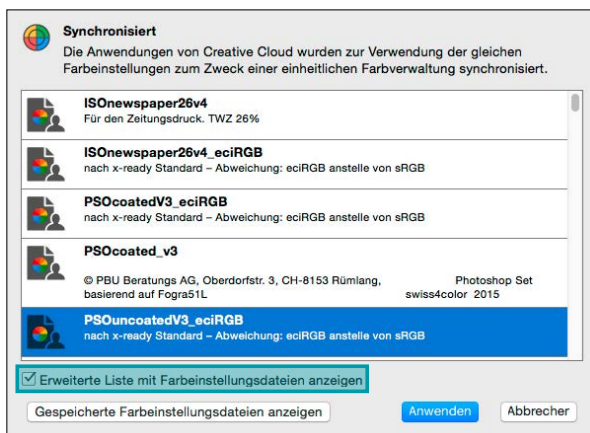 Synchronisiert
Die Anwendungen von Creative Cloud wurden zur Verwendung der gleichen
Farbeinstellungen zum Zweck einer einheitlichen Farbverwaltung synchronisiert.
ISOnewspaper26v4
Für den Zeitungsdruck. TWZ 26%
ISOnewspaper26v4_eciRGB
nach x-ready Standard – Abweichung: eciRGB anstelle von sRGB
PSOcoatedV3_eciRGB
nach x-ready Standard – Abweichung: eciRGB anstelle von sRGB
PSOcoated_v3
© PBU Beratungs AG, Oberdorfstr. 3, CH-8153 Rümlang, Photoshop Set
basierend auf Fogra51L swiss4color 2015
PSOuncoatedV3_eciRGB
nach x-ready Standard – Abweichung: eciRGB anstelle von sRGB
Erweiterte Liste mit Farbeinstellungsdateien anzeigen
Gespeicherte Farbeinstellungsdateien anzeigen Anwenden Abbrecher